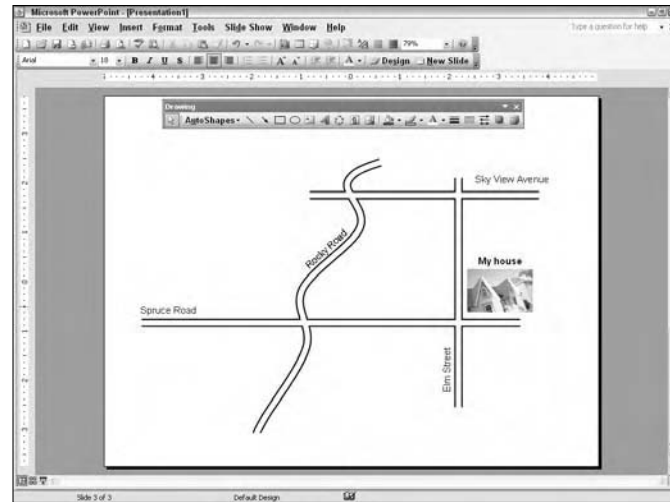 Microsoft PowerPoint - [Presentation1]
File Edit View Insert Format Tools Slide Show Window Help
Type a question for help
79%
Arial 18 B I U S A A A Design New Slide
Drawing
AutoShapes A
Sky View Avenue
Rocky Road
My house
Spruce Road
Elm Street
Slide 3 of 3 Default Design